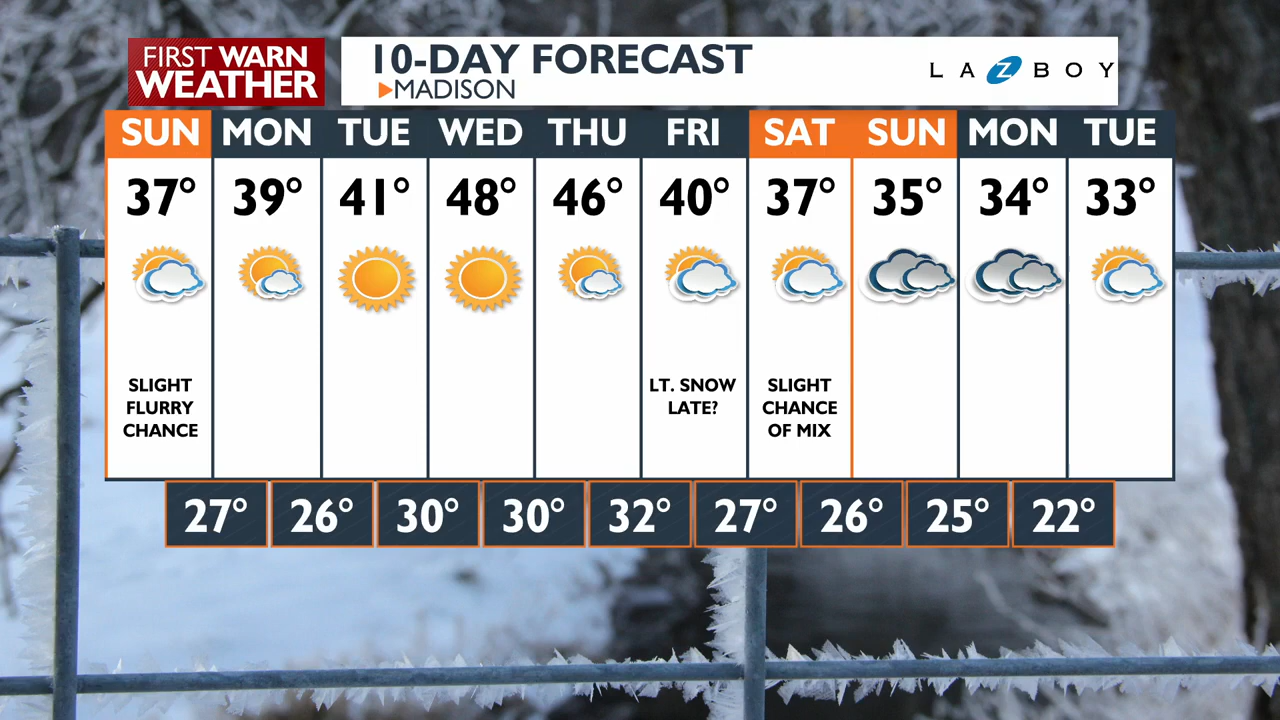 FIRST WARN
WEATHER
10-DAY FORECAST
MADISON
LAZBOY
SUN MON TUE WED THU FRI SAT SUN MON TUE
37° 39° 41° 48° 46° 40° 37° 35° 34° 33°
SLIGHT
FLURRY
CHANCE
LT. SNOW
LATE?
SLIGHT
CHANCE
OF MIX
27° 26° 30° 30° 32° 27° 26° 25° 22°